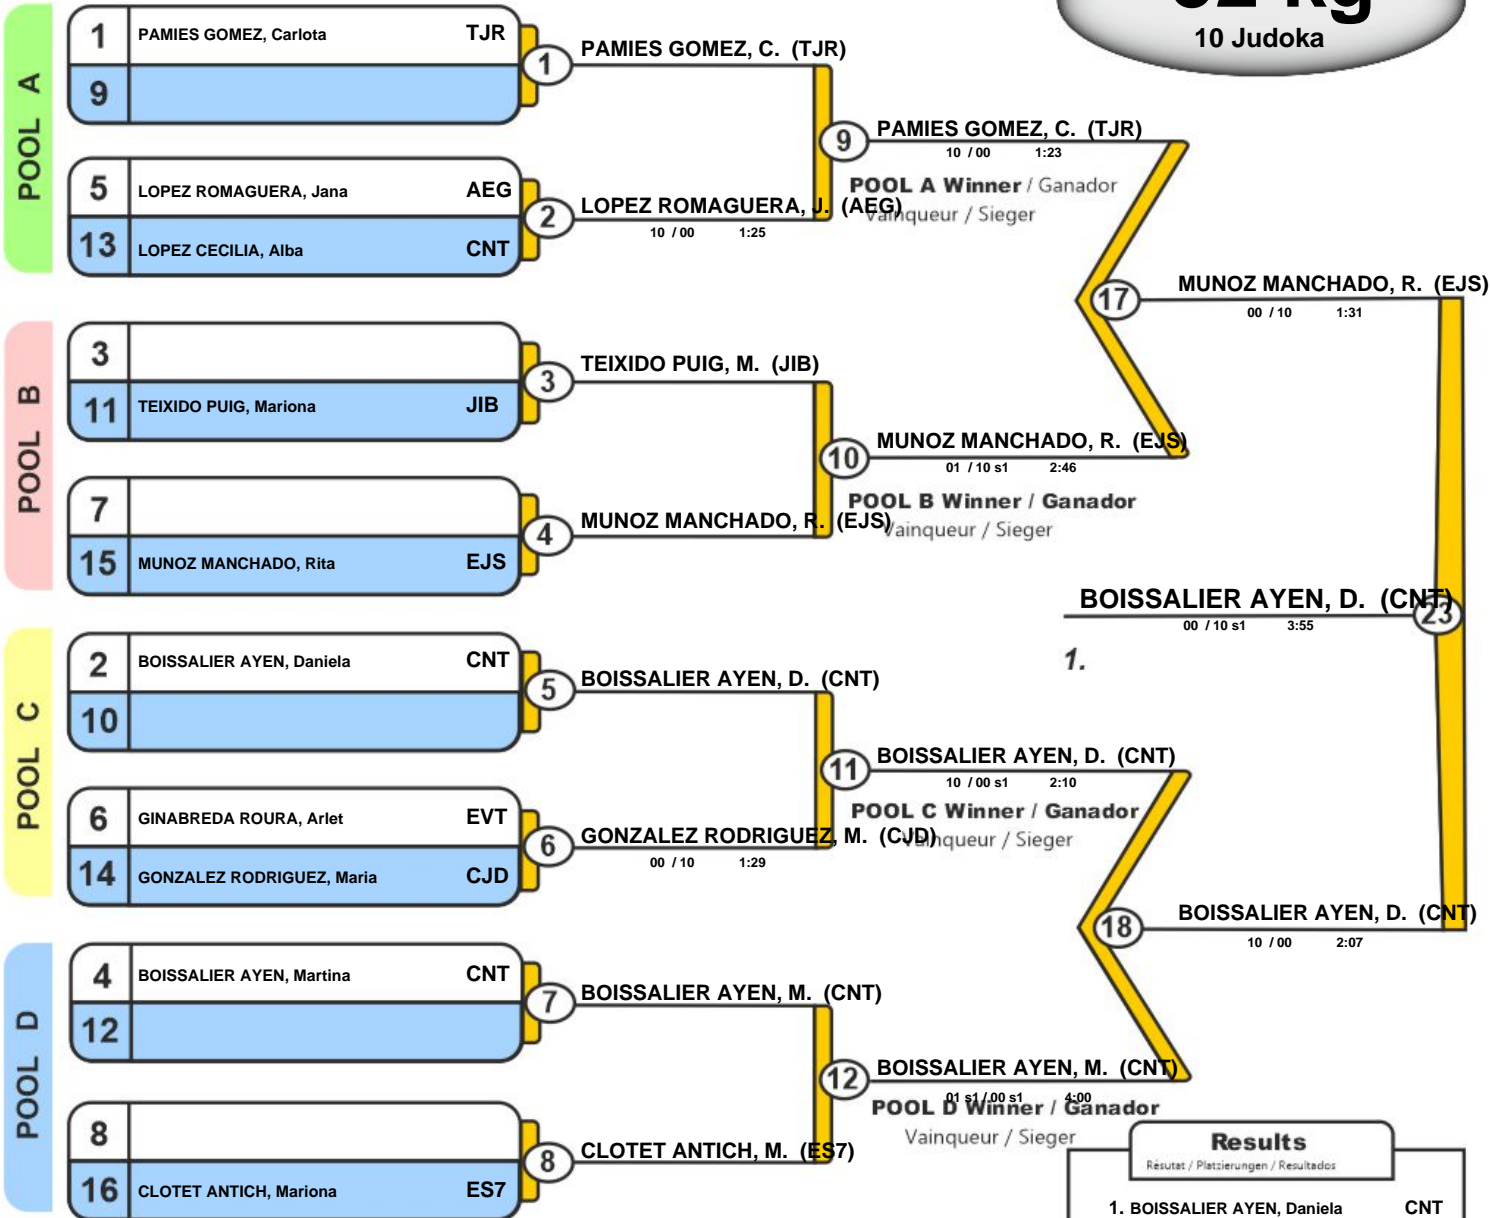 10 Judoka
POOL A
1 PAMIES GOMEZ, Carlota TJR
9
5 LOPEZ ROMAGUERA, Jana AEG
13 LOPEZ CECILIA, Alba CNT
1 PAMIES GOMEZ, C. (TJR)
2 LOPEZ ROMAGUERA, J. (AEG)
10 / 00 1:25
9 PAMIES GOMEZ, C. (TJR)
10 / 00 1:23
POOL A Winner / Ganador
Vainqueur / Sieger
POOL B
3
11 TEIXIDO PUIG, Mariona JIB
7
15 MUNOZ MANCHADO, Rita EJS
3 TEIXIDO PUIG, M. (JIB)
4 MUNOZ MANCHADO, R. (EJS)
10 MUNOZ MANCHADO, R. (EJS)
01 / 10 s1 2:46
POOL B Winner / Ganador
Vainqueur / Sieger
17 MUNOZ MANCHADO, R. (EJS)
00 / 10 1:31
BOISSALIER AYEN, D. (CNT) 23
00 / 10 s1 3:55
1.
POOL C
2 BOISSALIER AYEN, Daniela CNT
10
6 GINABREDA ROURA, Arlet EVT
14 GONZALEZ RODRIGUEZ, Maria CJD
5 BOISSALIER AYEN, D. (CNT)
6 GONZALEZ RODRIGUEZ, M. (CJD)
00 / 10 1:29
11 BOISSALIER AYEN, D. (CNT)
10 / 00 s1 2:10
POOL C Winner / Ganador
Vainqueur / Sieger
18 BOISSALIER AYEN, D. (CNT)
10 / 00 2:07
POOL D
4 BOISSALIER AYEN, Martina CNT
12
8
16 CLOTET ANTICH, Mariona ES7
7 BOISSALIER AYEN, M. (CNT)
8 CLOTET ANTICH, M. (ES7)
12 BOISSALIER AYEN, M. (CNT)
01 s1 / 00 s1 4:00
POOL D Winner / Ganador
Vainqueur / Sieger
Results
Résutat / Platzierungen / Resultados
1. BOISSALIER AYEN, Daniela CNT